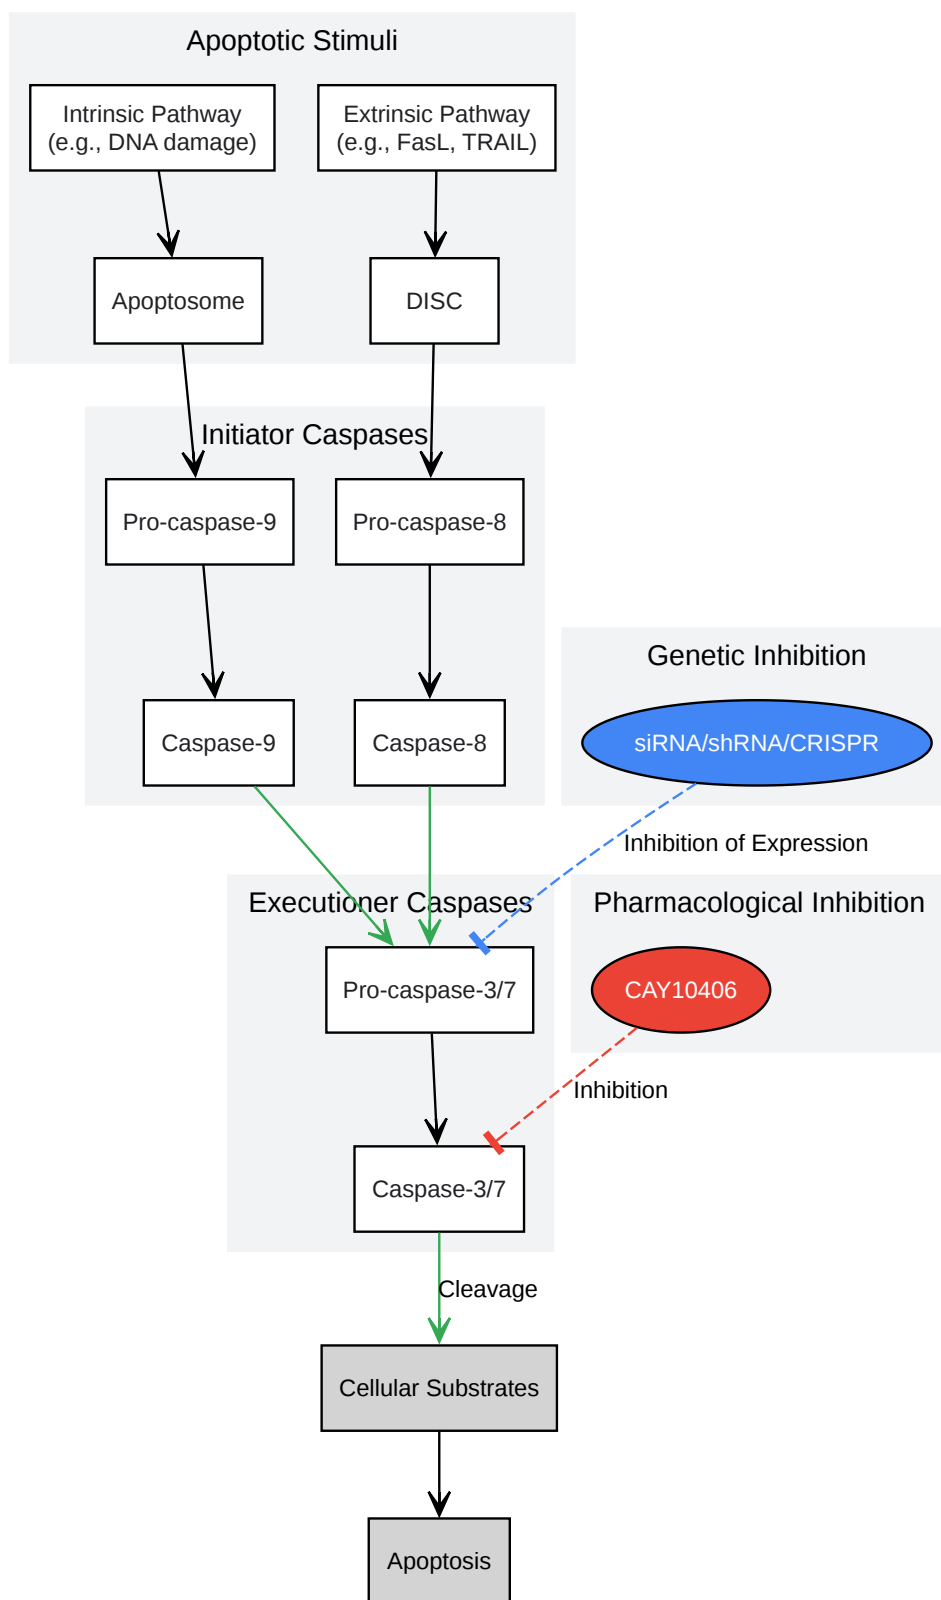 Apoptotic Stimuli
Intrinsic Pathway
(e.g., DNA damage)
Extrinsic Pathway
(e.g., FasL, TRAIL)
Apoptosome
DISC
Initiator Caspases
Pro-caspase-9
Pro-caspase-8
Genetic Inhibition
Caspase-9
Caspase-8
siRNA/shRNA/CRISPR
Inhibition of Expression
Executioner Caspases
Pharmacological Inhibition
Pro-caspase-3/7
CAY10406
Inhibition
Caspase-3/7
Cleavage
Cellular Substrates
Apoptosis